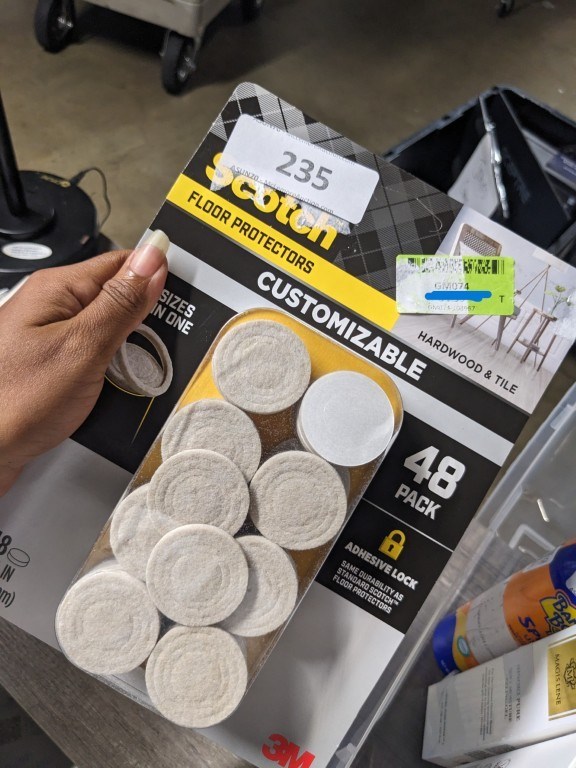 235
Scotch
FLOOR PROTECTORS
GM074
T
SIZES
IN ONE
CUSTOMIZABLE
HARDWOOD & TILE
48
PACK
ADHESIVE LOCK
SAME DURABILITY AS
STANDARD SCOTCH™
FLOOR PROTECTORS
IN
3M